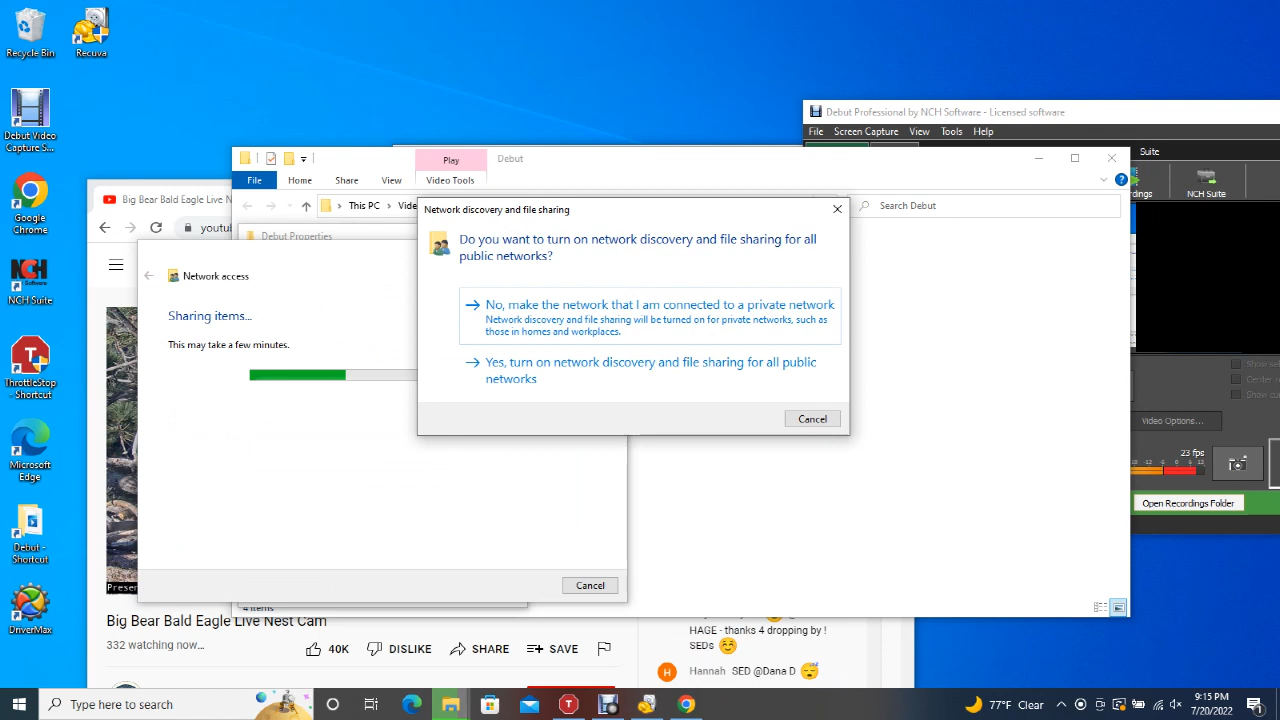 Recycle Bin
Recuva
Debut Video
Capture S...
Google
Chrome
NCH
Software
NCH Suite
ThrottleStop
- Shortcut
Microsoft
Edge
Debut -
Shortcut
DriverMax
Debut Professional by NCH Software - Licensed software
File Screen Capture View Tools Help
Suite
NCH Suite
Video Options...
23 fps
Open Recordings Folder
Play
Debut
File Home Share View Video Tools
This PC
Search Debut
Debut Properties
4 items
Big Bear Bald Eagle Live N
Network access
Sharing items...
This may take a few minutes.
Cancel
Network discovery and file sharing
Do you want to turn on network discovery and file sharing for all
public networks?
No, make the network that I am connected to a private network
Network discovery and file sharing will be turned on for private networks, such as
those in homes and workplaces.
Yes, turn on network discovery and file sharing for all public
networks
Cancel
Big Bear Bald Eagle Live Nest Cam
332 watching now...
40K DISLIKE SHARE SAVE
HAGE - thanks 4 dropping by !
SEDs
H
Hannah SED @Dana D
Type here to search
77°F Clear
9:15 PM
7/20/2022
1